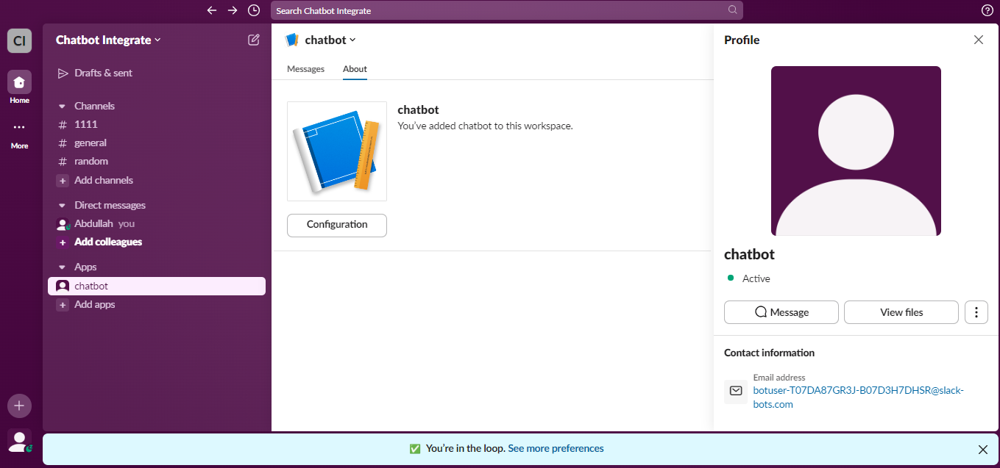 Search Chatbot Integrate
CI
Home
More
Chatbot Integrate
Drafts & sent
Channels
# 1111
# general
# random
+ Add channels
Direct messages
Abdullah you
+ Add colleagues
Apps
chatbot
+ Add apps
chatbot
Messages About
chatbot
You've added chatbot to this workspace.
Configuration
Profile
chatbot
Active
Message
View files
Contact information
Email address
botuser-T07DA87GR3J-B07D3H7DHSR@slack-
bots.com
You're in the loop. See more preferences